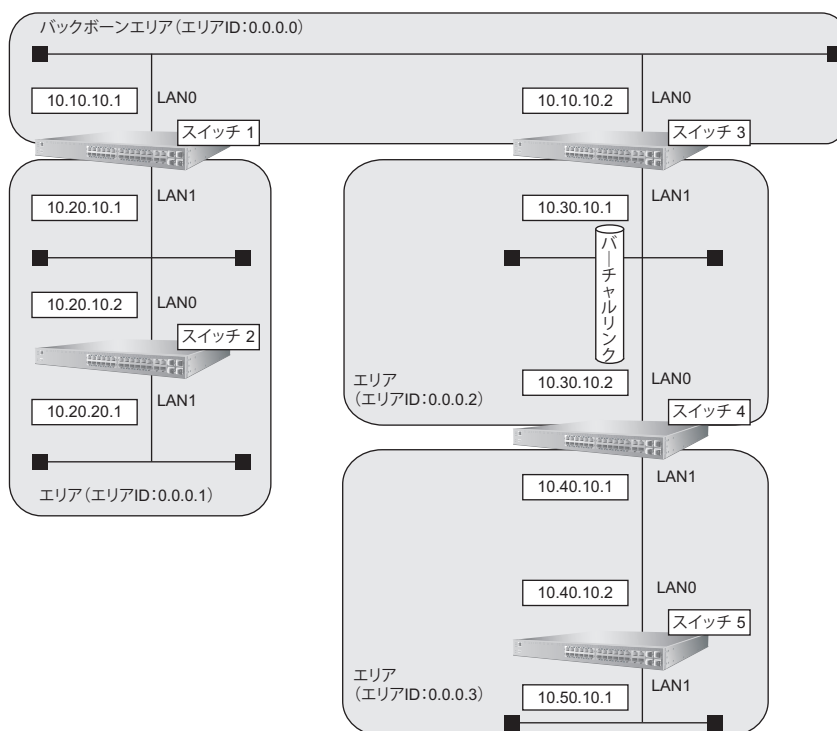 バックボーンエリア(エリアID:0.0.0.0)
10.10.10.1
LAN0
10.10.10.2
LAN0
スイッチ 1
スイッチ 3
10.20.10.1
LAN1
10.30.10.1
LAN1
バーチャルリンク
10.20.10.2
LAN0
スイッチ 2
10.20.20.1
LAN1
エリア(エリアID:0.0.0.1)
エリア
(エリアID:0.0.0.2)
10.30.10.2
LAN0
スイッチ 4
10.40.10.1
LAN1
10.40.10.2
LAN0
スイッチ 5
エリア
(エリアID:0.0.0.3)
10.50.10.1
LAN1